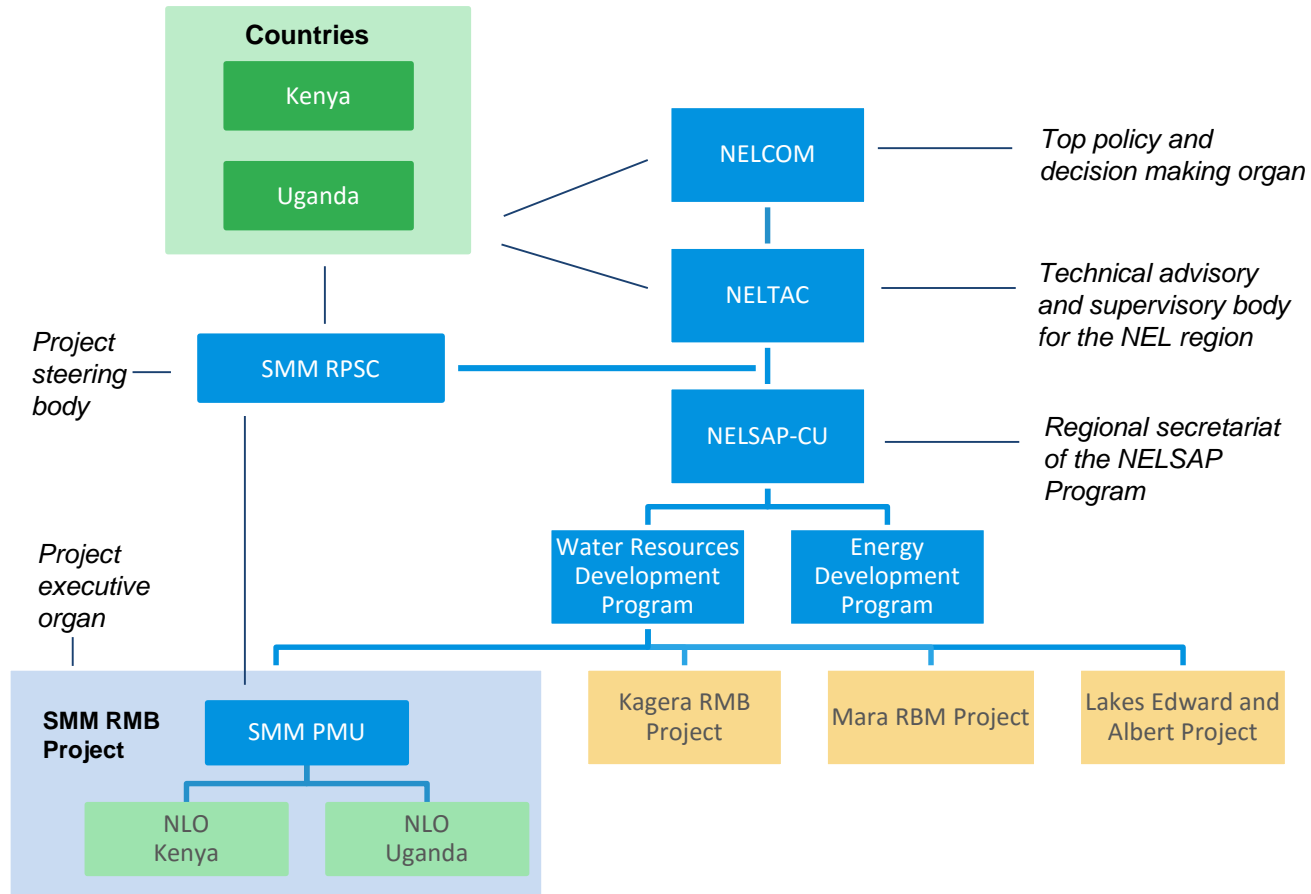 Countries
Kenya
Uganda
NELCOM
Top policy and
decision making organ
NELTAC
Technical advisory
and supervisory body
for the NEL region
Project
steering
body
SMM RPSC
NELSAP-CU
Regional secretariat
of the NELSAP
Program
Water Resources
Development
Program
Energy
Development
Program
Project
executive
organ
SMM RMB
Project
SMM PMU
NLO
Kenya
NLO
Uganda
Kagera RMB
Project
Mara RBM Project
Lakes Edward and
Albert Project